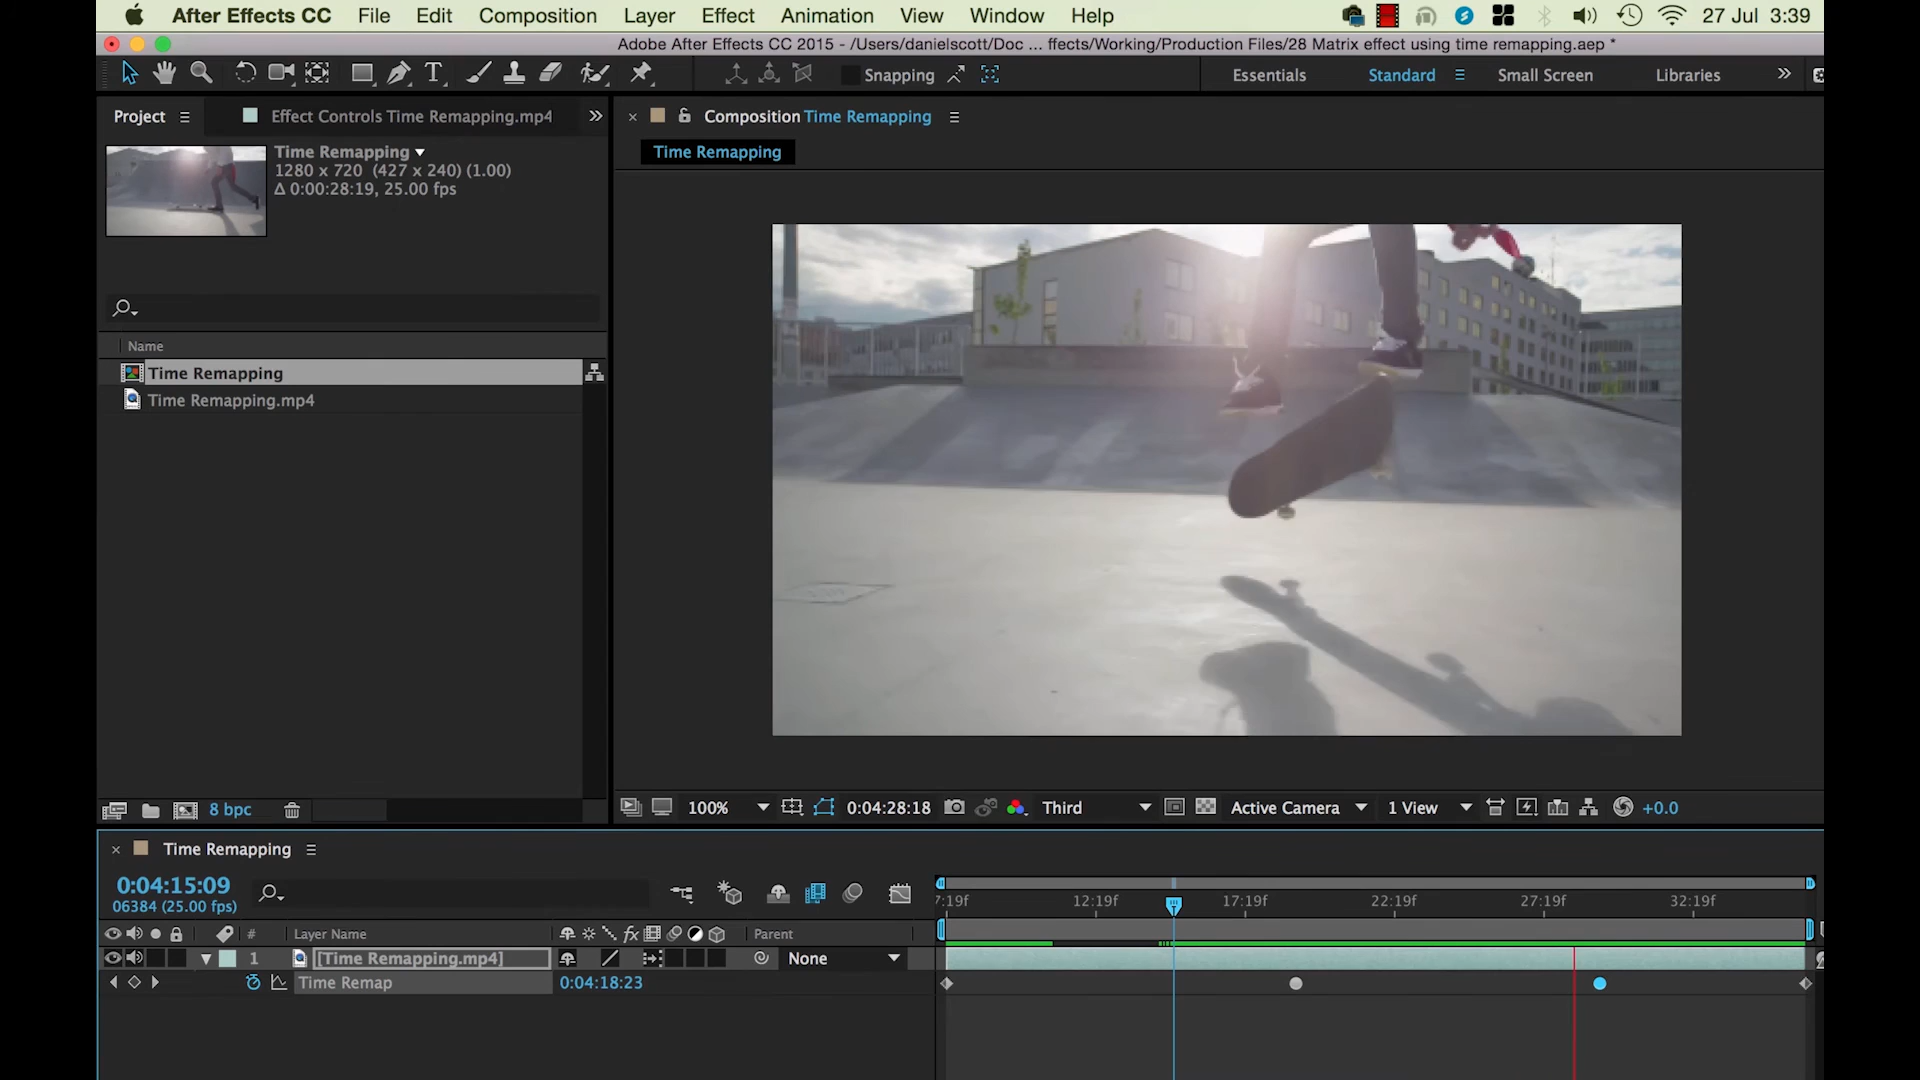 After Effects CC File Edit Composition Layer Effect Animation View Window Help 27 Jul 3:39
Adobe After Effects CC 2015 - /Users/danielscott/Doc ... ffects/Working/Production Files/28 Matrix effect using time remapping.aep *
T Snapping Essentials Standard Small Screen Libraries
Project Effect Controls Time Remapping.mp4
Composition Time Remapping
Time Remapping
Time Remapping
1280 x 720 (427 x 240) (1.00)
Δ 0:00:28:19, 25.00 fps
Name
Time Remapping
Time Remapping.mp4
8 bpc
100% 0:04:28:18 Third Active Camera 1 View +0.0
Time Remapping
0:04:15:09
06384 (25.00 fps)
7:19f 12:19f 17:19f 22:19f 27:19f 32:19f
# Layer Name fx Parent
1 [Time Remapping.mp4] None
Time Remap 0:04:18:23